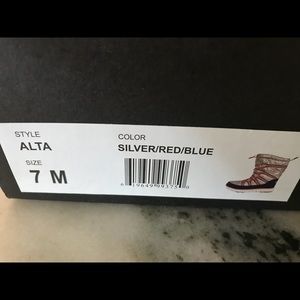 STYLE
ALTA
COLOR
SILVER/RED/BLUE
SIZE
7 M